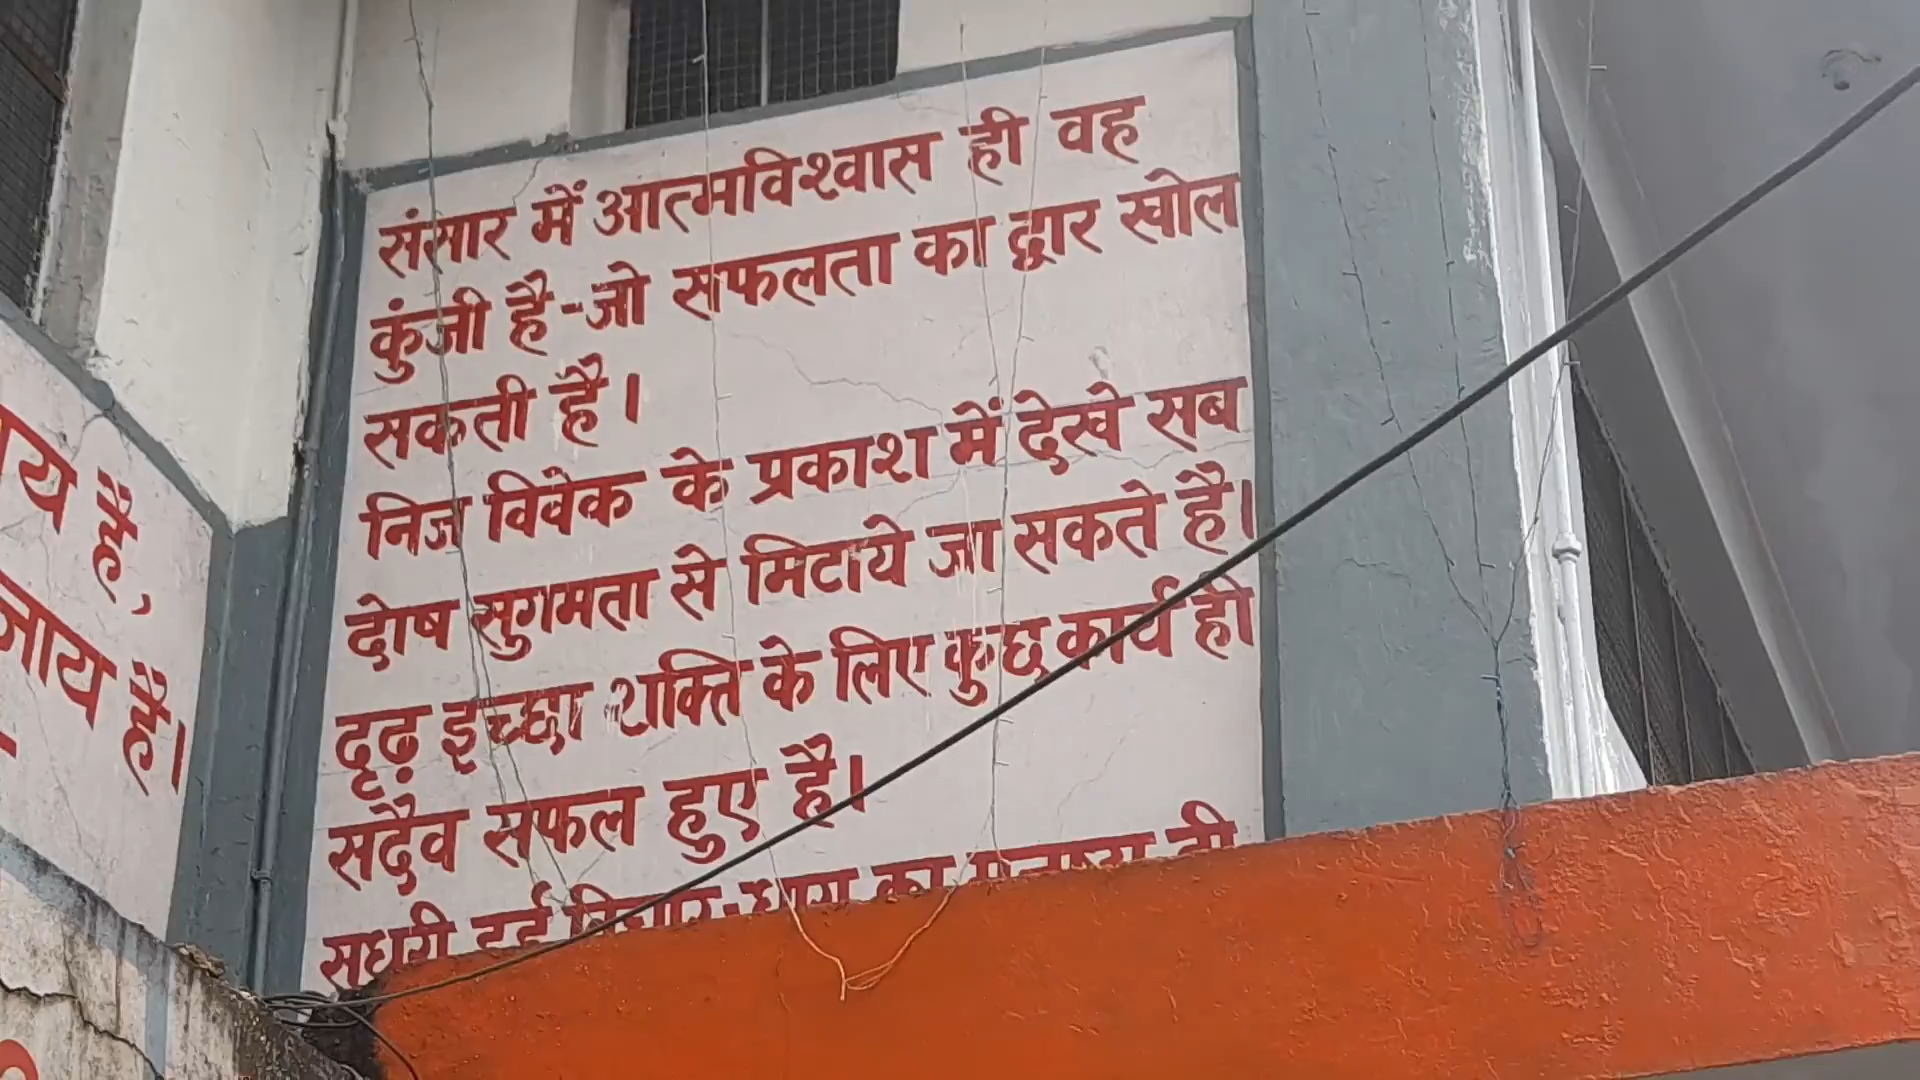 संसार में आत्मविश्वास ही वह
कुंजी है-जो सफलता का द्वार खोल
सकती है।
निज विवेक के प्रकाश में देखे सब
दोष सुगमता से मिटाये जा सकते है।
दृढ़ इच्छा शक्ति के लिए कुछ कार्य ही
सदैव सफल हुए है।
है,
है।